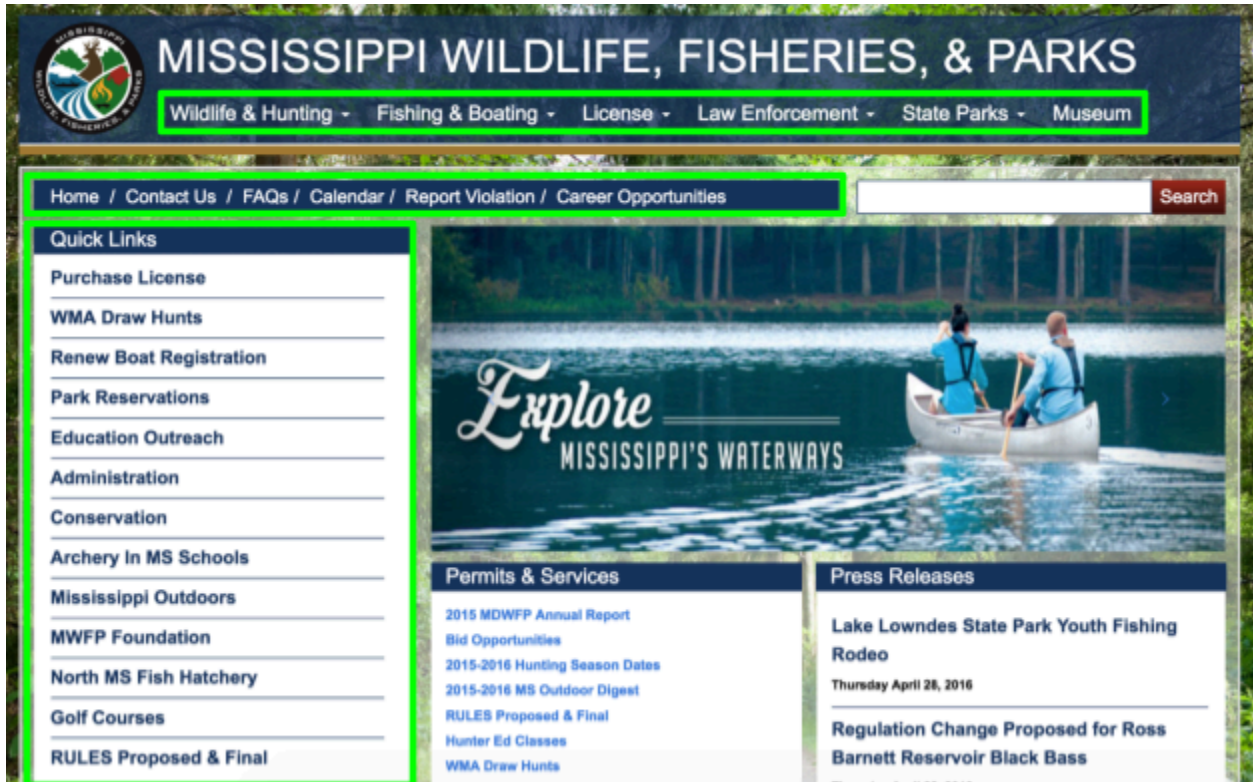 MISSISSIPPI
WILDLIFE, FISHERIES, & PARKS
MISSISSIPPI WILDLIFE, FISHERIES, & PARKS
Wildlife & Hunting Fishing & Boating License Law Enforcement State Parks Museum
Home / Contact Us / FAQs / Calendar / Report Violation / Career Opportunities
Search
Quick Links
Purchase License
WMA Draw Hunts
Renew Boat Registration
Park Reservations
Education Outreach
Administration
Conservation
Archery In MS Schools
Mississippi Outdoors
MWFP Foundation
North MS Fish Hatchery
Golf Courses
RULES Proposed & Final
Explore
MISSISSIPPI'S WATERWAYS
Permits & Services
2015 MDWFP Annual Report
Bid Opportunities
2015-2016 Hunting Season Dates
2015-2016 MS Outdoor Digest
RULES Proposed & Final
Hunter Ed Classes
WMA Draw Hunts
Press Releases
Lake Lowndes State Park Youth Fishing
Rodeo
Thursday April 28, 2016
Regulation Change Proposed for Ross
Barnett Reservoir Black Bass